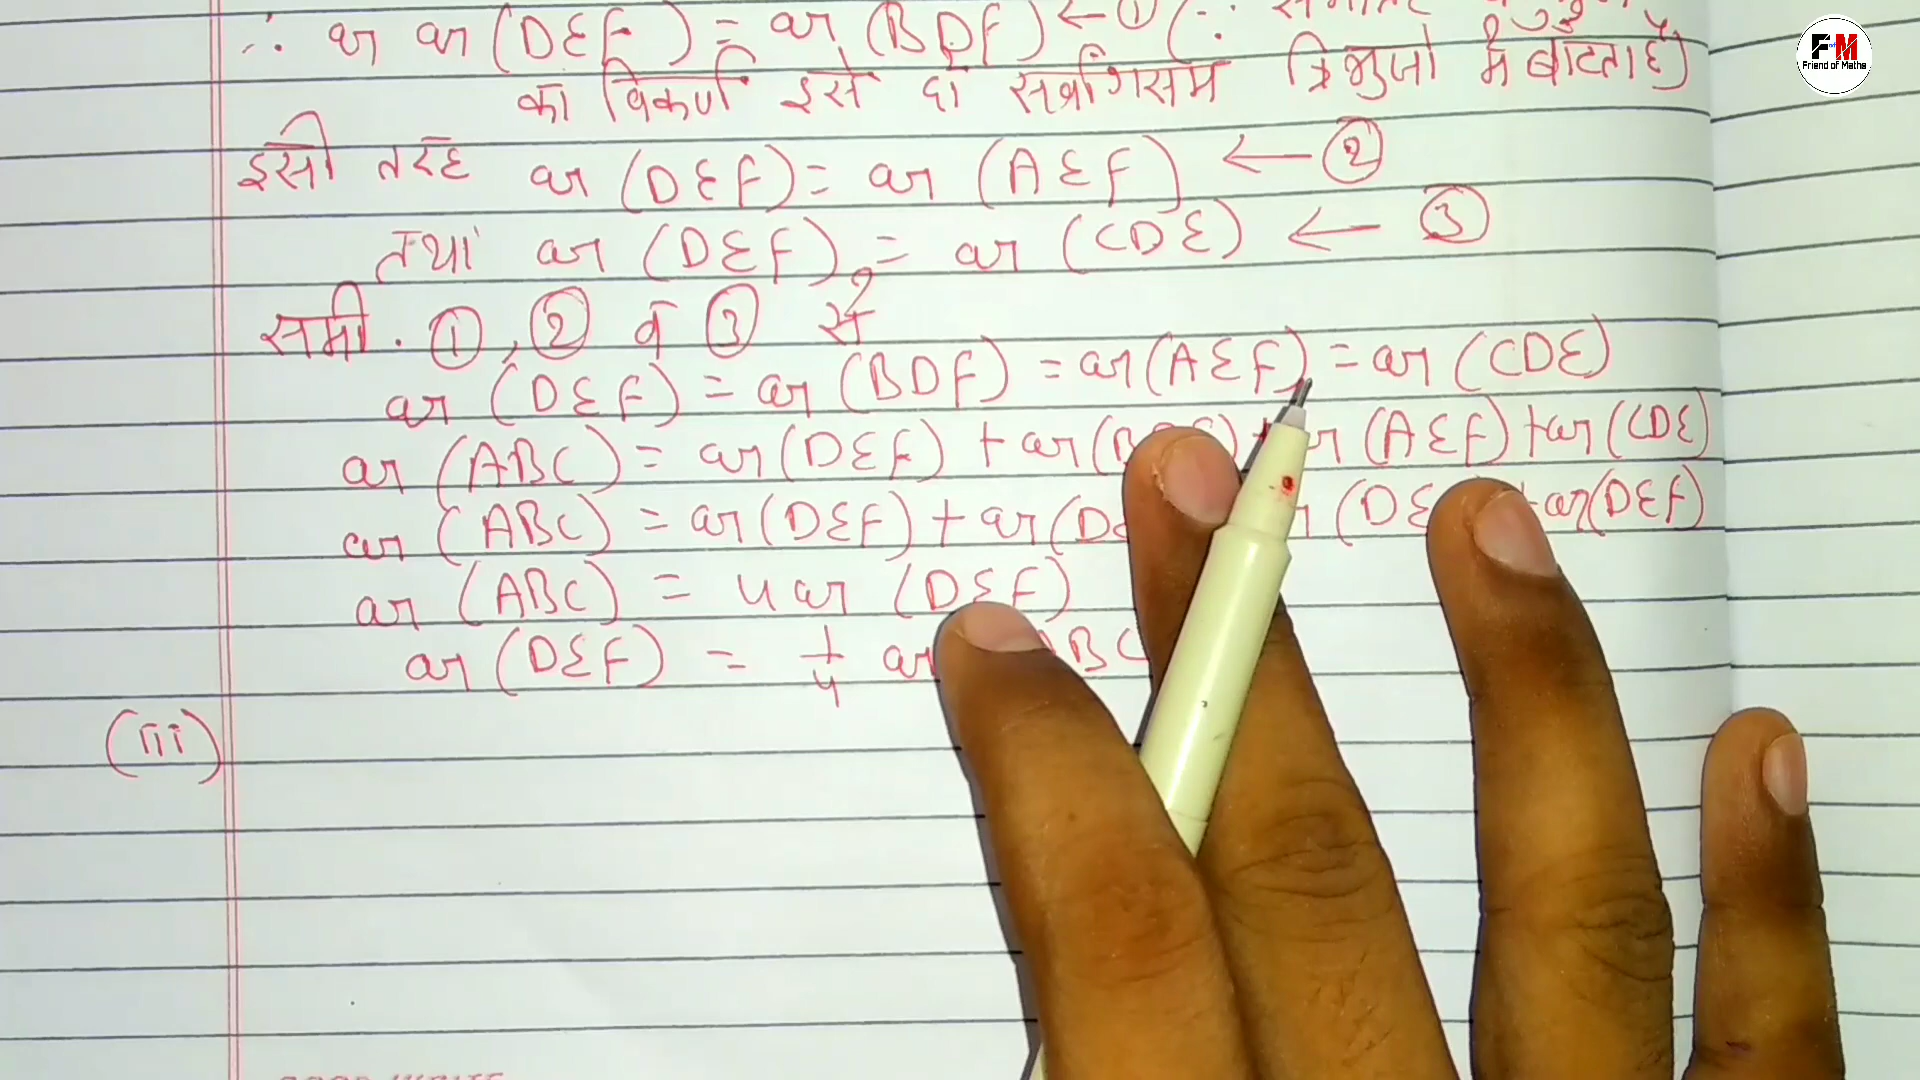 ∴ ar ar (DEF) = ar (BDF) ← ① (∵
का विकर्ण इसे दो सर्वांगसम त्रिभुजों में बांटता है)
इसी तरह ar (DEF) = ar (AEF) ← ②
तथा ar (DEF) = ar (CDE) ← ③
समी. ①, ② व ③ से
ar (DEF) = ar (BDF) = ar (AEF) = ar (CDE)
ar (ABC) = ar (DEF) + ar (AEF) + ar (CDE)
ar (ABC) = ar (DEF) + ar + ar (DEF)
ar (ABC) = 4 ar (DEF)
ar (DEF) = 1/4 ar ABC
(iii)
FM
Friend of Maths